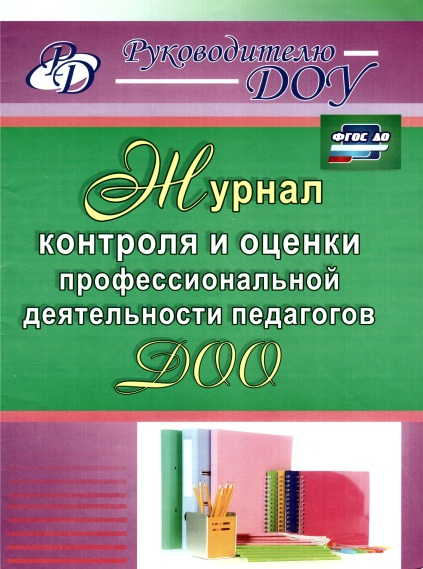 РД
Руководителю
ДОУ
ФГОС ДО
Журнал
контроля и оценки
профессиональной
деятельности педагогов
ДОО